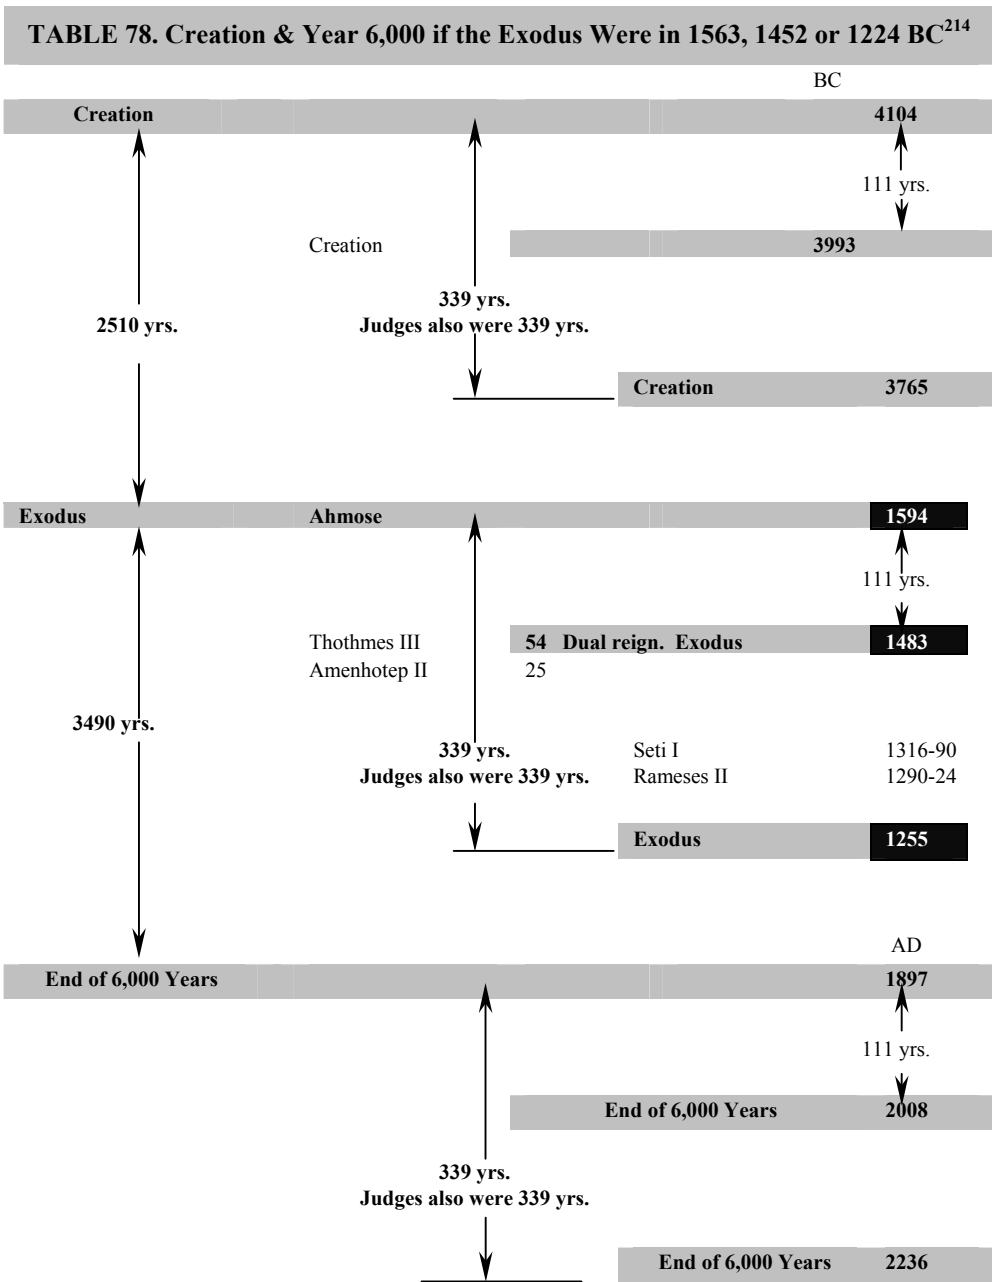 TABLE 78. Creation & Year 6,000 if the Exodus Were in 1563, 1452 or 1224 BC214
BC
Creation 4104
111 yrs.
Creation 3993
339 yrs.
2510 yrs. Judges also were 339 yrs.
Creation 3765
Exodus Ahmose 1594
111 yrs.
Thothmes III 54 Dual reign. Exodus 1483
Amenhotep II 25
3490 yrs.
339 yrs. Seti I 1316-90
Judges also were 339 yrs. Rameses II 1290-24
Exodus 1255
AD
End of 6,000 Years 1897
111 yrs.
End of 6,000 Years 2008
339 yrs.
Judges also were 339 yrs.
End of 6,000 Years 2236